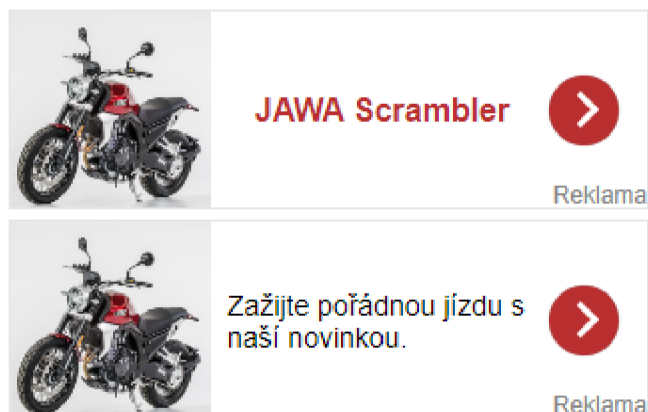 JAWA Scrambler
Reklama
Zažijte pořádnou jízdu s
naší novinkou.
Reklama